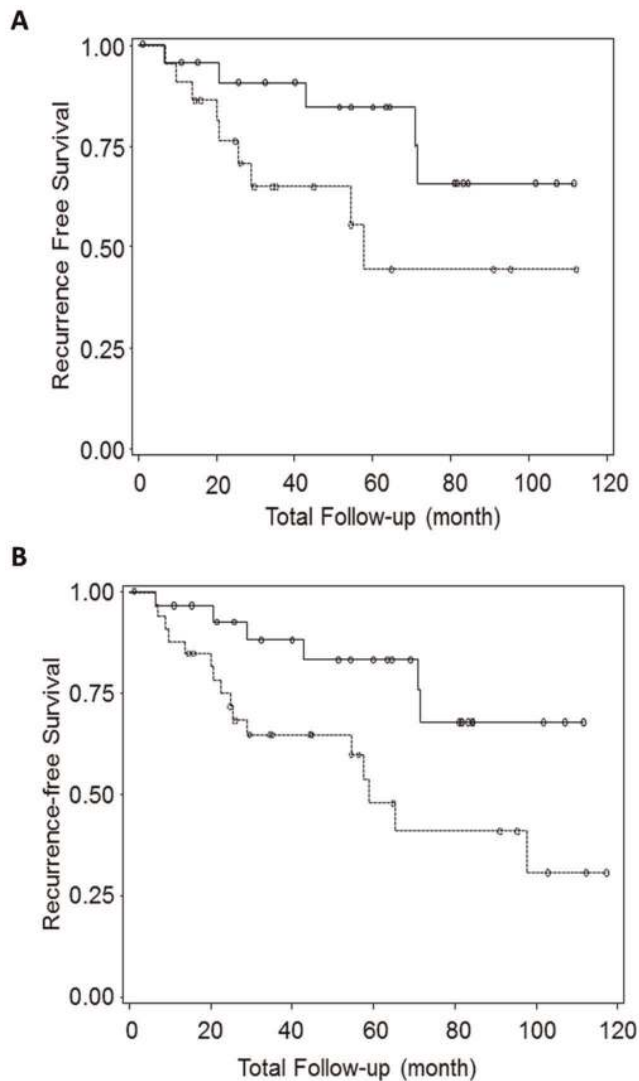 A
1.00
0.75
0.50
0.25
0.00
Recurrence Free Survival
0 20 40 60 80 100 120
Total Follow-up (month)
B
1.00
0.75
0.50
0.25
0.00
Recurrence-free Survival
0 20 40 60 80 100 120
Total Follow-up (month)